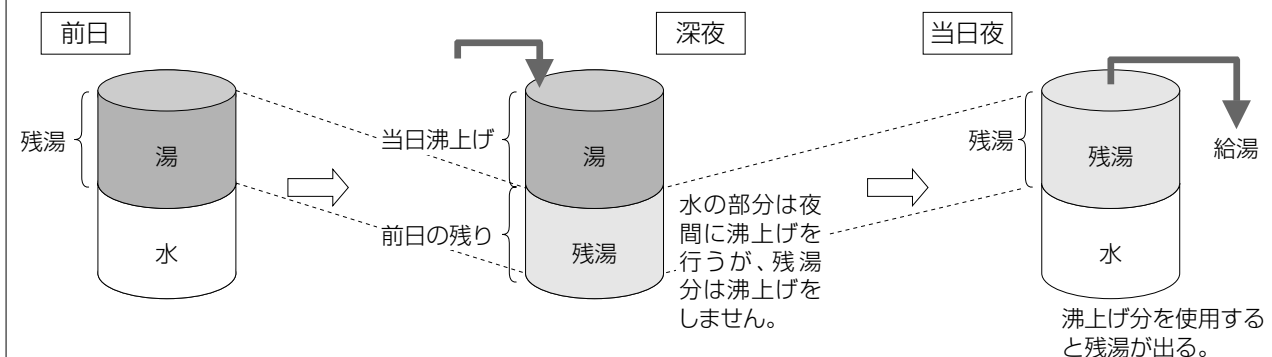 前日
深夜
当日夜
残湯
湯
水
当日沸上げ
前日の残り
湯
残湯
水の部分は夜
間に沸上げを
行うが、残湯
分は沸上げを
しません。
残湯
残湯
水
給湯
沸上げ分を使用する
と残湯が出る。